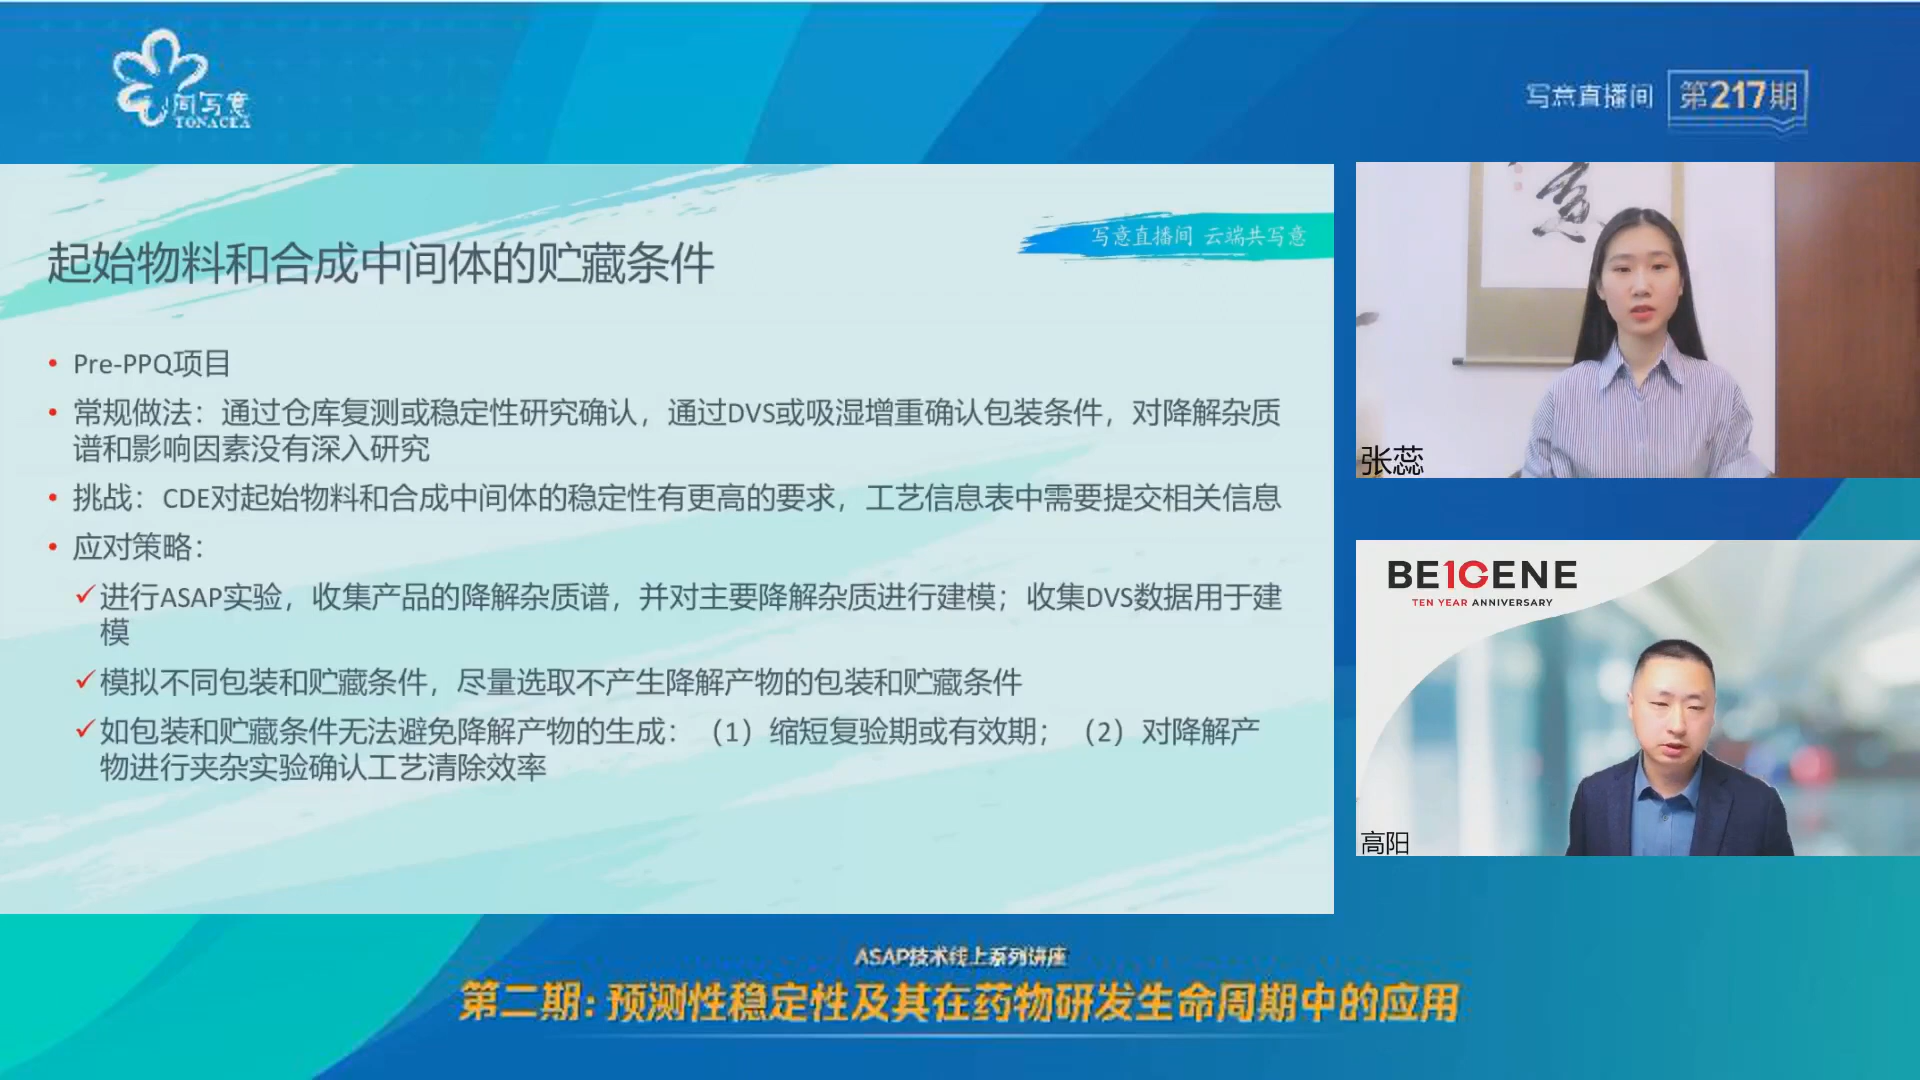 同写意
TONACEA
写意直播间 第217期
写意直播间 云端共写意
起始物料和合成中间体的贮藏条件
• Pre-PPQ项目
• 常规做法：通过仓库复测或稳定性研究确认，通过DVS或吸湿增重确认包装条件，对降解杂质
谱和影响因素没有深入研究
• 挑战：CDE对起始物料和合成中间体的稳定性有更高的要求，工艺信息表中需要提交相关信息
• 应对策略：
✓进行ASAP实验，收集产品的降解杂质谱，并对主要降解杂质进行建模；收集DVS数据用于建
模
✓模拟不同包装和贮藏条件，尽量选取不产生降解产物的包装和贮藏条件
✓如包装和贮藏条件无法避免降解产物的生成：（1）缩短复验期或有效期；（2）对降解产
物进行夹杂实验确认工艺清除效率
张蕊
BE1GENE
TEN YEAR ANNIVERSARY
高阳
ASAP技术线上系列讲座
第二期：预测性稳定性及其在药物研发生命周期中的应用